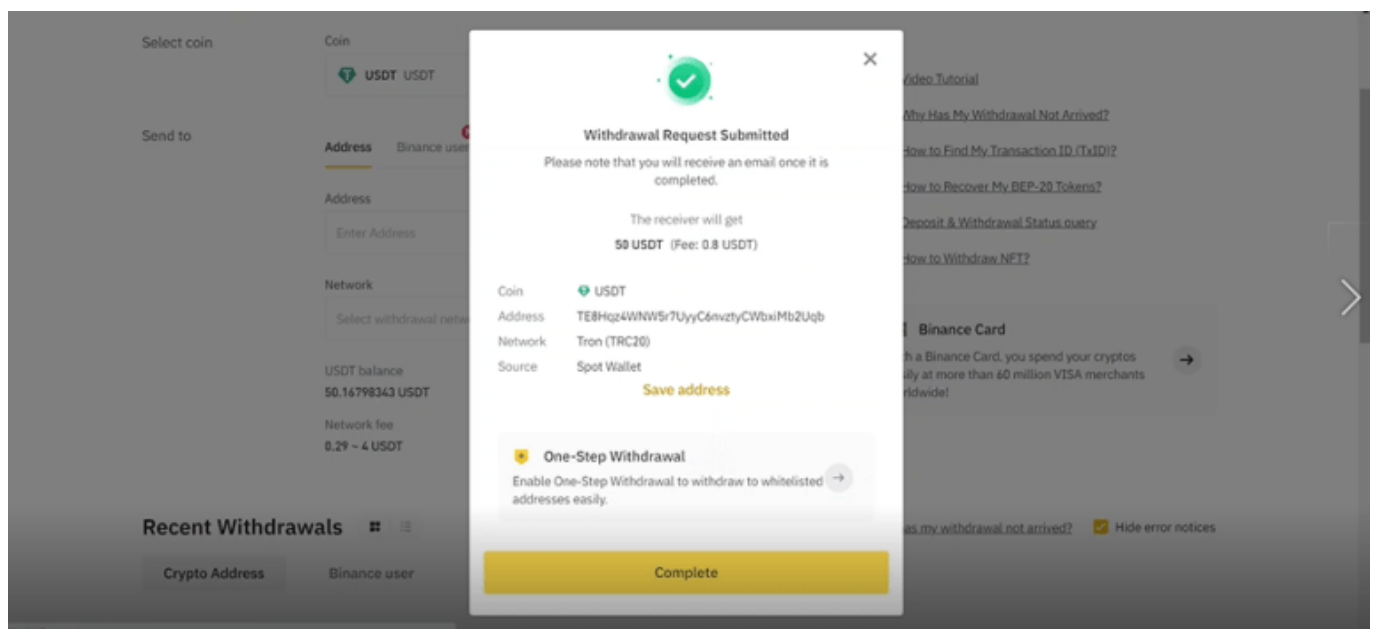 Select coin
Coin
USDT USDT
Send to
Address Binance user
Address
Enter Address
Network
Select withdrawal
USDT balance
50.16798343 USDT
Network fee
0.29 ~ 4 USDT
Recent Withdrawals
Crypto Address Binance user
Withdrawal Request Submitted
Please note that you will receive an email once it is
completed.
The receiver will get
50 USDT (Fee: 0.8 USDT)
Coin USDT
Address TE8Hqz4WNW5r7UyyC6nvztyCWbxiMb2Uqb
Network Tron (TRC20)
Source Spot Wallet
Save address
One-Step Withdrawal
Enable One-Step Withdrawal to withdraw to whitelisted
addresses easily.
Complete
Video Tutorial
Why Has My Withdrawal Not Arrived?
How to Find My Transaction ID (TxID)?
How to Recover My BEP-20 Tokens?
Deposit & Withdrawal Status query
How to Withdraw NFT?
Binance Card
a Binance Card, you spend your cryptos
at more than 60 million VISA merchants
as my withdrawal not arrived? Hide error notices